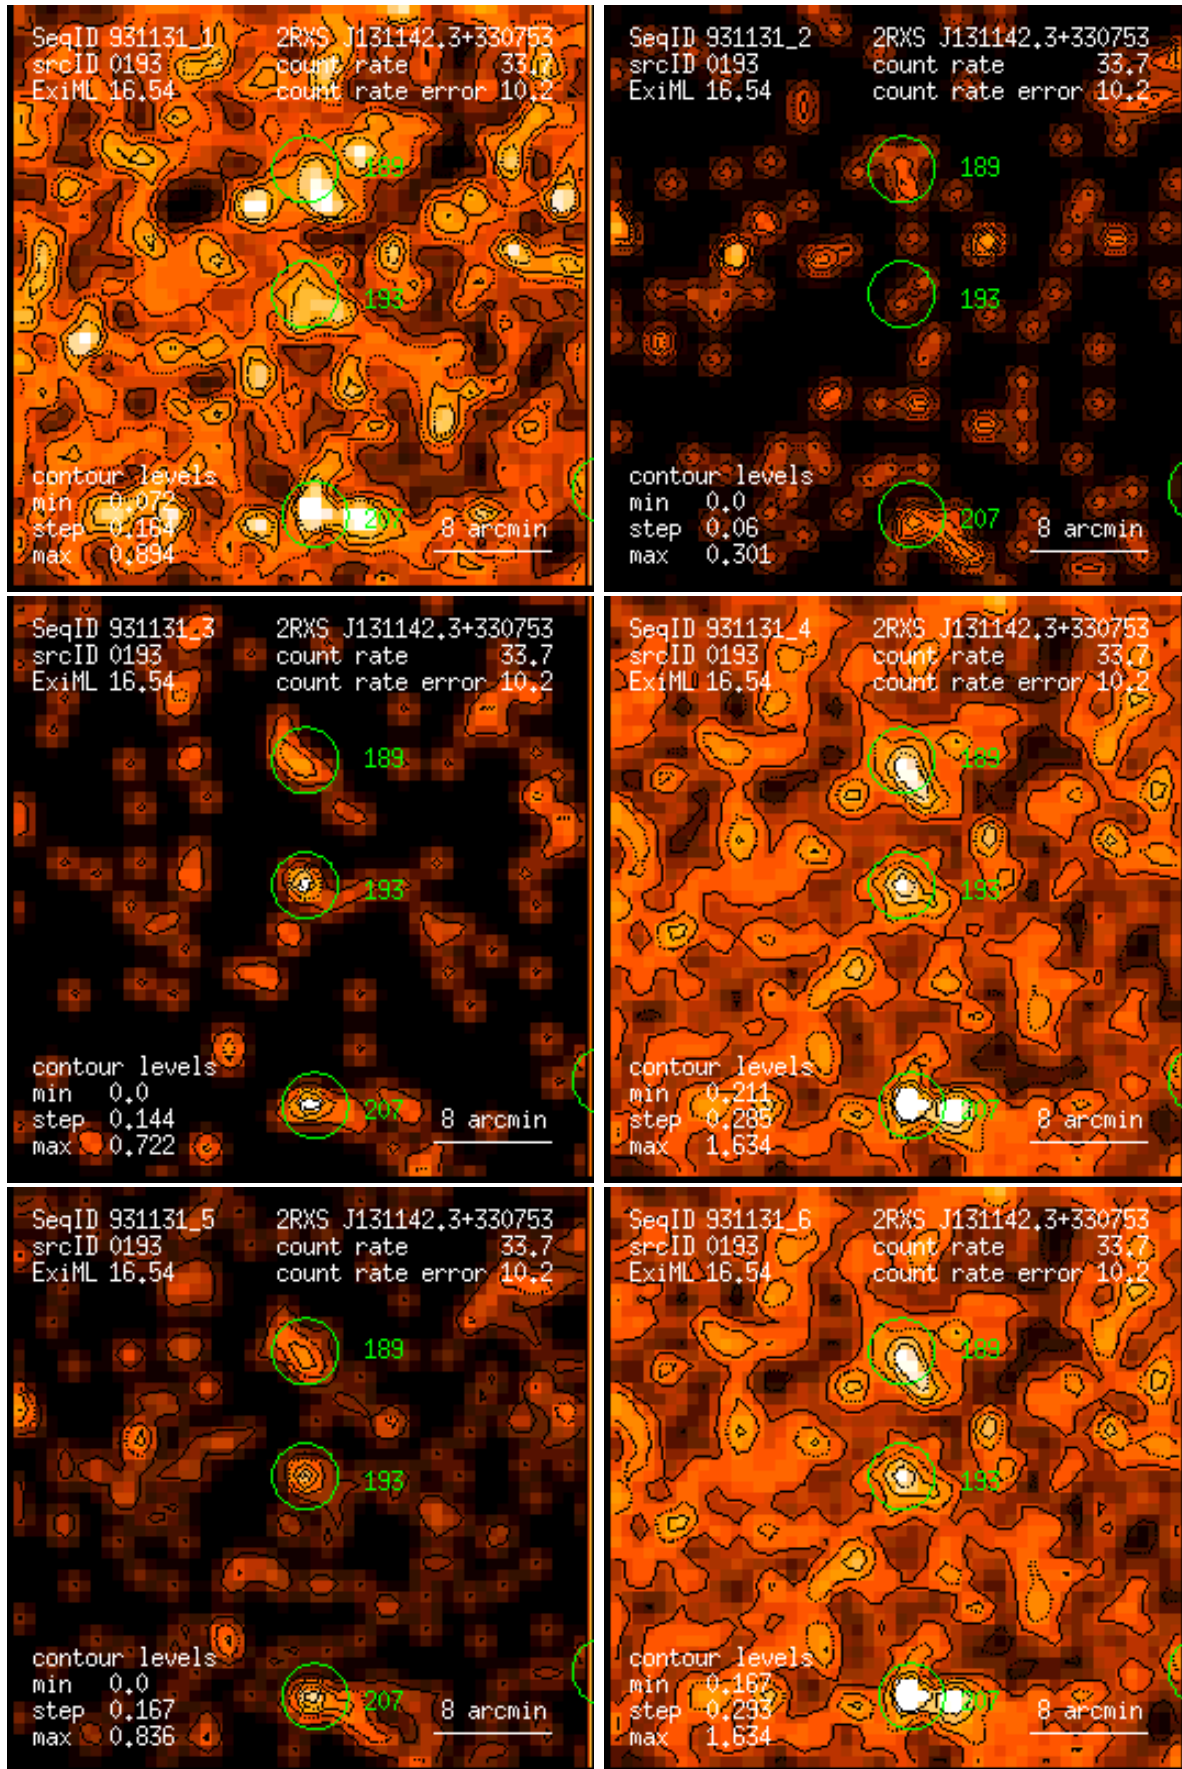 SeqID 931131_1 2RXS J131142.3+330753
srcID 0193 count rate 33.7
ExiML 16.54 count rate error 10.2
189
193
contour levels
min 0.072
step 0.164 207 8 arcmin
max 0.894
SeqID 931131_2 2RXS J131142.3+330753
srcID 0193 count rate 33.7
ExiML 16.54 count rate error 10.2
189
193
contour levels
min 0.0
step 0.06 207 8 arcmin
max 0.301
SeqID 931131_3 2RXS J131142.3+330753
srcID 0193 count rate 33.7
ExiML 16.54 count rate error 10.2
189
193
contour levels
min 0.0
step 0.144 207 8 arcmin
max 0.722
SeqID 931131_4 2RXS J131142.3+330753
srcID 0193 count rate 33.7
ExiML 16.54 count rate error 10.2
189
193
contour levels
min 0.211
step 0.285 207 8 arcmin
max 1.634
SeqID 931131_5 2RXS J131142.3+330753
srcID 0193 count rate 33.7
ExiML 16.54 count rate error 10.2
189
193
contour levels
min 0.0
step 0.167 207 8 arcmin
max 0.836
SeqID 931131_6 2RXS J131142.3+330753
srcID 0193 count rate 33.7
ExiML 16.54 count rate error 10.2
189
193
contour levels
min 0.167
step 0.293 207 8 arcmin
max 1.634